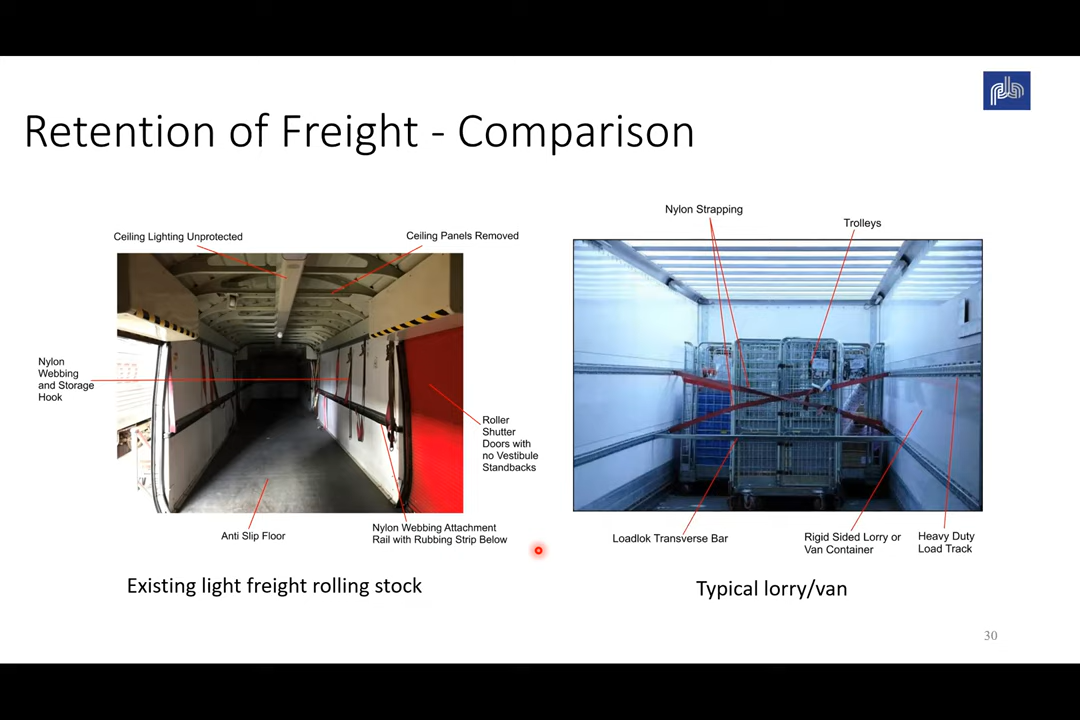 Retention of Freight - Comparison
Ceiling Lighting Unprotected
Ceiling Panels Removed
Nylon
Webbing
and Storage
Hook
Roller
Shutter
Doors with
no Vestibule
Standbacks
Anti Slip Floor
Nylon Webbing Attachment
Rail with Rubbing Strip Below
Existing light freight rolling stock
Nylon Strapping
Trolleys
Loadlok Transverse Bar
Rigid Sided Lorry or
Van Container
Heavy Duty
Load Track
Typical lorry/van
30